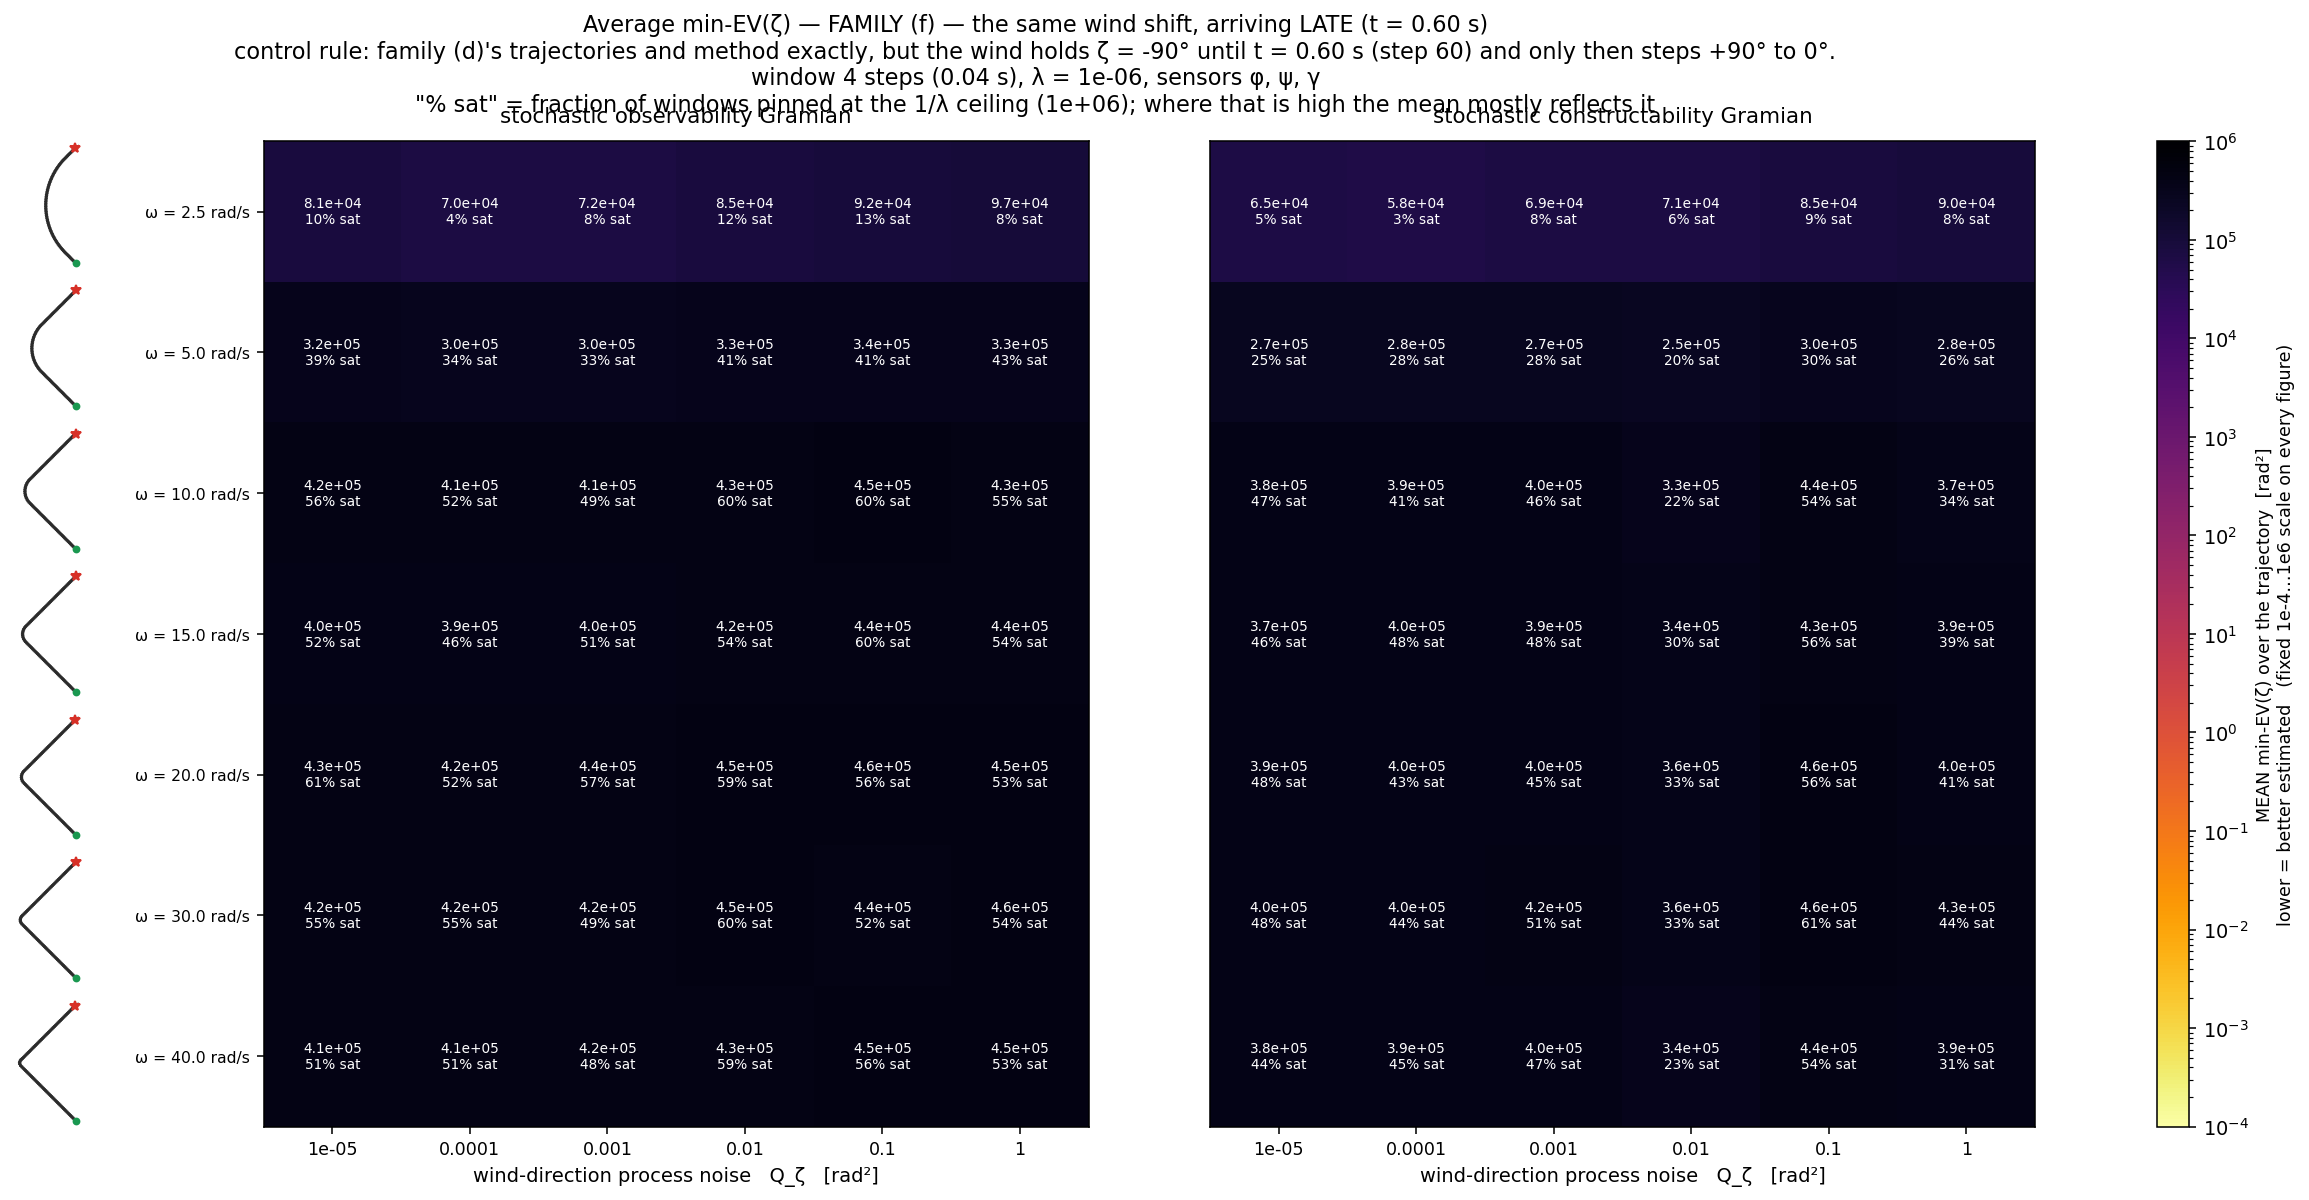 Average min-EV(ζ) — FAMILY (f) — the same wind shift, arriving LATE (t = 0.60 s)
control rule: family (d)'s trajectories and method exactly, but the wind holds ζ = -90° until t = 0.60 s (step 60) and only then steps +90° to 0°.
window 4 steps (0.04 s), λ = 1e-06, sensors φ, ψ, γ
"% sat" = fraction of windows pinned at the 1/λ ceiling (1e+06); where that is high the mean mostly reflects it
stochastic observability Gramian
stochastic constructability Gramian
ω = 2.5 rad/s
8.1e+04 7.0e+04 7.2e+04 8.5e+04 9.2e+04 9.7e+04
10% sat 4% sat 8% sat 12% sat 13% sat 8% sat
6.5e+04 5.8e+04 6.9e+04 7.1e+04 8.5e+04 9.0e+04
5% sat 3% sat 8% sat 6% sat 9% sat 8% sat
ω = 5.0 rad/s
3.2e+05 3.0e+05 3.0e+05 3.3e+05 3.4e+05 3.3e+05
39% sat 34% sat 33% sat 41% sat 41% sat 43% sat
2.7e+05 2.8e+05 2.7e+05 2.5e+05 3.0e+05 2.8e+05
25% sat 28% sat 28% sat 20% sat 30% sat 26% sat
ω = 10.0 rad/s
4.2e+05 4.1e+05 4.1e+05 4.3e+05 4.5e+05 4.3e+05
56% sat 52% sat 49% sat 60% sat 60% sat 55% sat
3.8e+05 3.9e+05 4.0e+05 3.3e+05 4.4e+05 3.7e+05
47% sat 41% sat 46% sat 22% sat 54% sat 34% sat
ω = 15.0 rad/s
4.0e+05 3.9e+05 4.0e+05 4.2e+05 4.4e+05 4.4e+05
52% sat 46% sat 51% sat 54% sat 60% sat 54% sat
3.7e+05 4.0e+05 3.9e+05 3.4e+05 4.3e+05 3.9e+05
46% sat 48% sat 48% sat 30% sat 56% sat 39% sat
ω = 20.0 rad/s
4.3e+05 4.2e+05 4.4e+05 4.5e+05 4.6e+05 4.5e+05
61% sat 52% sat 57% sat 59% sat 56% sat 53% sat
3.9e+05 4.0e+05 4.0e+05 3.6e+05 4.6e+05 4.0e+05
48% sat 43% sat 45% sat 33% sat 56% sat 41% sat
ω = 30.0 rad/s
4.2e+05 4.2e+05 4.2e+05 4.5e+05 4.4e+05 4.6e+05
55% sat 55% sat 49% sat 60% sat 52% sat 54% sat
4.0e+05 4.0e+05 4.2e+05 3.6e+05 4.6e+05 4.3e+05
48% sat 44% sat 51% sat 33% sat 61% sat 44% sat
ω = 40.0 rad/s
4.1e+05 4.1e+05 4.2e+05 4.3e+05 4.5e+05 4.5e+05
51% sat 51% sat 48% sat 59% sat 56% sat 53% sat
3.8e+05 3.9e+05 4.0e+05 3.4e+05 4.4e+05 3.9e+05
44% sat 45% sat 47% sat 23% sat 54% sat 31% sat
1e-05 0.0001 0.001 0.01 0.1 1
wind-direction process noise Q_ζ [rad²]
1e-05 0.0001 0.001 0.01 0.1 1
wind-direction process noise Q_ζ [rad²]
10⁶
10⁵
10⁴
10³
10²
10¹
10⁰
10⁻¹
10⁻²
10⁻³
10⁻⁴
MEAN min-EV(ζ) over the trajectory [rad²]
lower = better estimated (fixed 1e-4...1e6 scale on every figure)